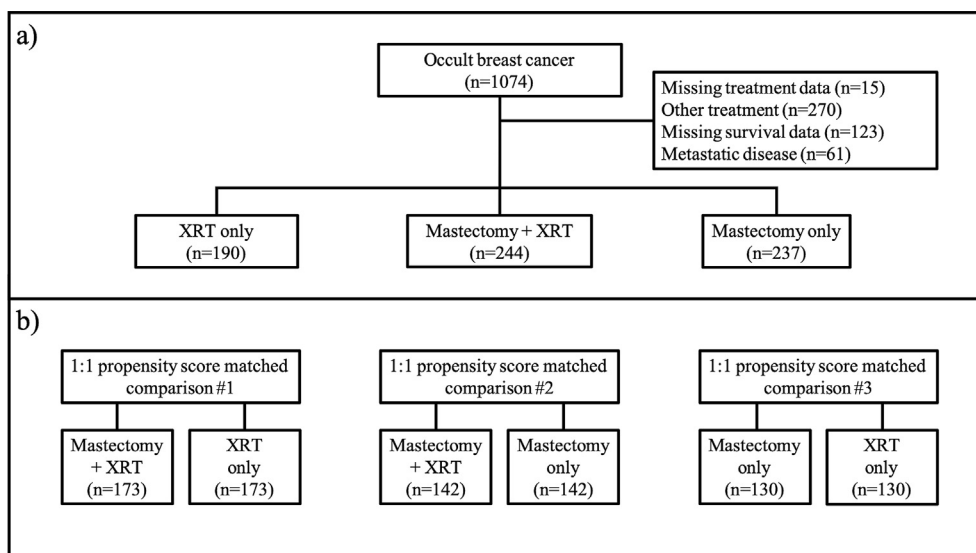 a)
Occult breast cancer
(n=1074)
Missing treatment data (n=15)
Other treatment (n=270)
Missing survival data (n=123)
Metastatic disease (n=61)
XRT only
(n=190)
Mastectomy + XRT
(n=244)
Mastectomy only
(n=237)
b)
1:1 propensity score matched
comparison #1
Mastectomy
+ XRT
(n=173)
XRT
only
(n=173)
1:1 propensity score matched
comparison #2
Mastectomy
+ XRT
(n=142)
Mastectomy
only
(n=142)
1:1 propensity score matched
comparison #3
Mastectomy
only
(n=130)
XRT
only
(n=130)